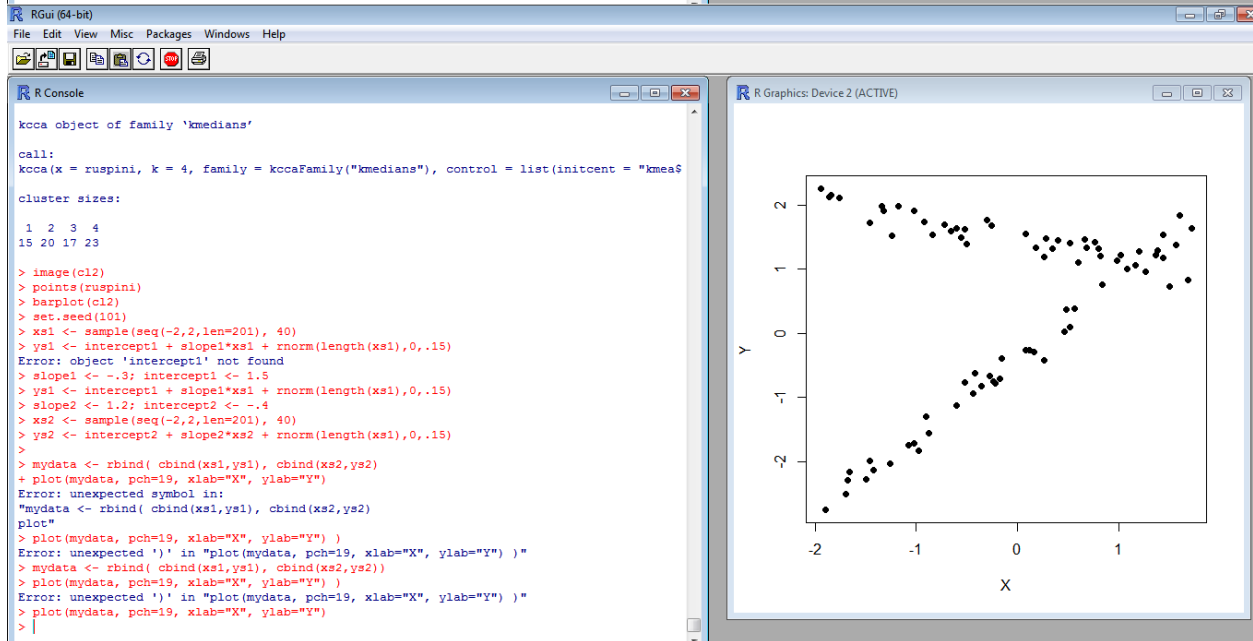 RGui (64-bit)
File Edit View Misc Packages Windows Help
STOP
R Console
kcca object of family ‘kmedians’
call:
kcca(x = ruspini, k = 4, family = kccaFamily("kmedians"), control = list(initcent = "kmea$
cluster sizes:
1 2 3 4
15 20 17 23
> image(cl2)
> points(ruspini)
> barplot(cl2)
> set.seed(101)
> xs1 <- sample(seq(-2,2,len=201), 40)
> ys1 <- intercept1 + slope1*xs1 + rnorm(length(xs1),0,.15)
Error: object 'intercept1' not found
> slope1 <- -.3; intercept1 <- 1.5
> ys1 <- intercept1 + slope1*xs1 + rnorm(length(xs1),0,.15)
> slope2 <- 1.2; intercept2 <- -.4
> xs2 <- sample(seq(-2,2,len=201), 40)
> ys2 <- intercept2 + slope2*xs2 + rnorm(length(xs1),0,.15)
>
> mydata <- rbind( cbind(xs1,ys1), cbind(xs2,ys2)
+ plot(mydata, pch=19, xlab="X", ylab="Y")
Error: unexpected symbol in:
"mydata <- rbind( cbind(xs1,ys1), cbind(xs2,ys2)
plot"
> plot(mydata, pch=19, xlab="X", ylab="Y") )
Error: unexpected ')' in "plot(mydata, pch=19, xlab="X", ylab="Y") )"
> mydata <- rbind( cbind(xs1,ys1), cbind(xs2,ys2))
> plot(mydata, pch=19, xlab="X", ylab="Y") )
Error: unexpected ')' in "plot(mydata, pch=19, xlab="X", ylab="Y") )"
> plot(mydata, pch=19, xlab="X", ylab="Y")
>
R Graphics: Device 2 (ACTIVE)
2
1
0
-1
-2
Y
-2 -1 0 1
X